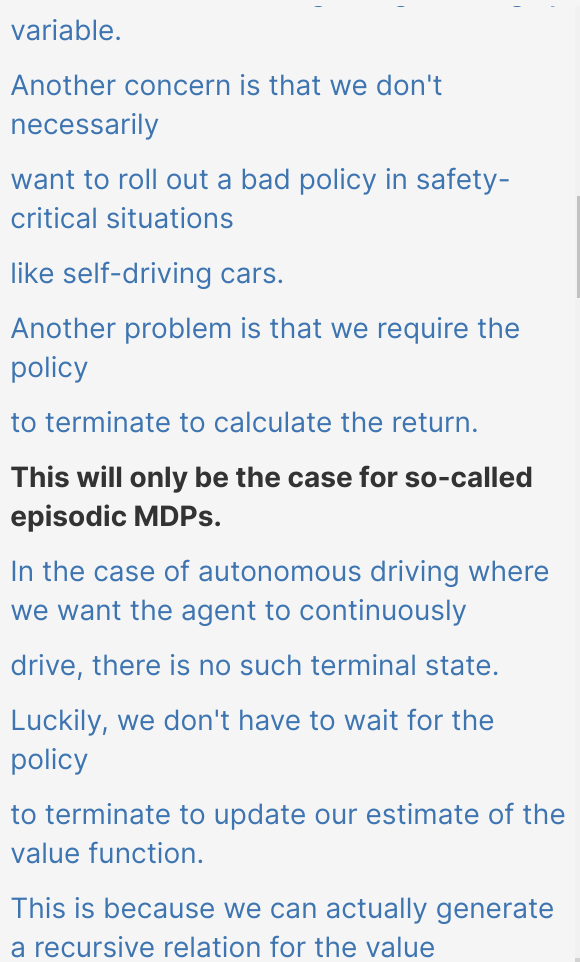 variable.
Another concern is that we don't
necessarily
want to roll out a bad policy in safety-
critical situations
like self-driving cars.
Another problem is that we require the
policy
to terminate to calculate the return.
This will only be the case for so-called
episodic MDPs.
In the case of autonomous driving where
we want the agent to continuously
drive, there is no such terminal state.
Luckily, we don't have to wait for the
policy
to terminate to update our estimate of the
value function.
This is because we can actually generate
a recursive relation for the value